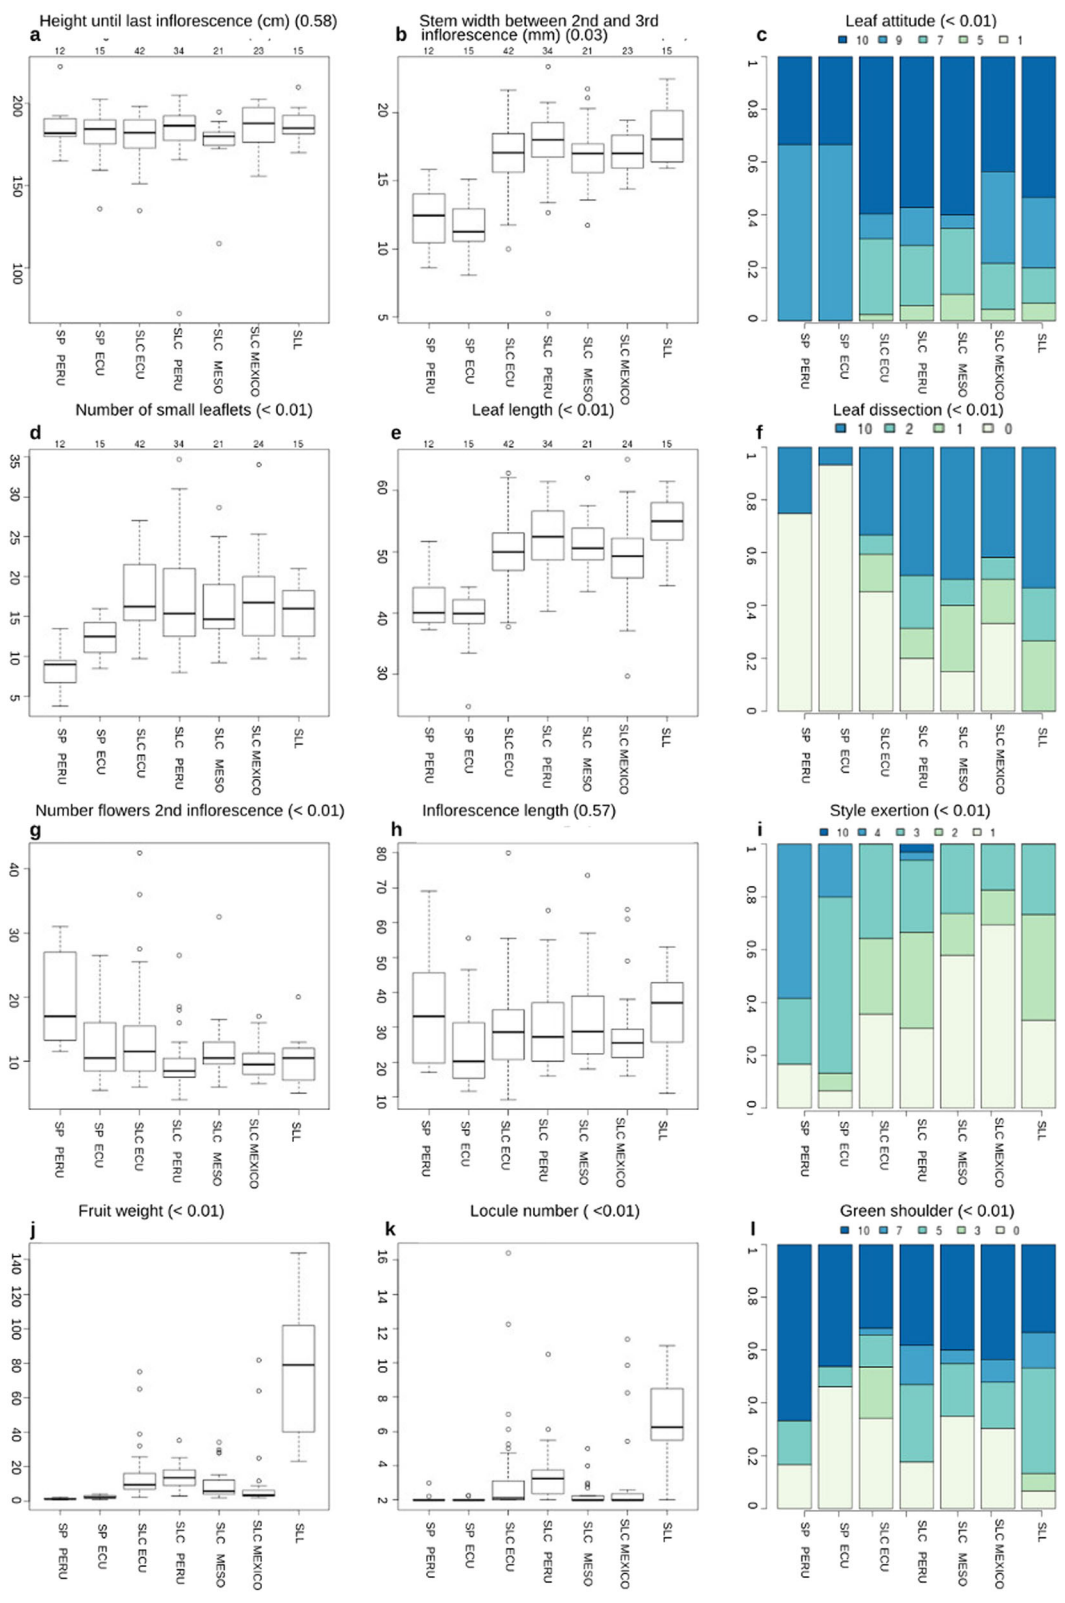 Height until last inflorescence (cm) (0.58)
a
12 15 42 34 21 23 15
200
150
100
SP PERU
SP ECU
SLC ECU
SLC PERU
SLC MESO
SLC MEXICO
SLL
Stem width between 2nd and 3rd
inflorescence (mm) (0.03)
b
12 15 42 34 21 23 15
20
15
10
5
SP PERU
SP ECU
SLC ECU
SLC PERU
SLC MESO
SLC MEXICO
SLL
Leaf attitude (< 0.01)
c
10 9 7 5 1
1
0.8
0.6
0.4
0.2
0
SP PERU
SP ECU
SLC ECU
SLC PERU
SLC MESO
SLC MEXICO
SLL
Number of small leaflets (< 0.01)
d
12 15 42 34 21 24 15
35
30
25
20
15
10
5
SP PERU
SP ECU
SLC ECU
SLC PERU
SLC MESO
SLC MEXICO
SLL
Leaf length (< 0.01)
e
12 15 42 34 21 24 15
60
50
40
30
SP PERU
SP ECU
SLC ECU
SLC PERU
SLC MESO
SLC MEXICO
SLL
Leaf dissection (< 0.01)
f
10 2 1 0
1
0.8
0.6
0.4
0.2
0
SP PERU
SP ECU
SLC ECU
SLC PERU
SLC MESO
SLC MEXICO
SLL
Number flowers 2nd inflorescence (< 0.01)
g
40
30
20
10
SP PERU
SP ECU
SLC ECU
SLC PERU
SLC MESO
SLC MEXICO
SLL
Inflorescence length (0.57)
h
80
70
60
50
40
30
20
10
SP PERU
SP ECU
SLC ECU
SLC PERU
SLC MESO
SLC MEXICO
SLL
Style exertion (< 0.01)
i
10 4 3 2 1
1
0.8
0.6
0.4
0.2
0
SP PERU
SP ECU
SLC ECU
SLC PERU
SLC MESO
SLC MEXICO
SLL
Fruit weight (< 0.01)
j
140
120
100
80
60
40
20
0
SP PERU
SP ECU
SLC ECU
SLC PERU
SLC MESO
SLC MEXICO
SLL
Locule number ( <0.01)
k
16
14
12
10
8
6
4
2
SP PERU
SP ECU
SLC ECU
SLC PERU
SLC MESO
SLC MEXICO
SLL
Green shoulder (< 0.01)
l
10 7 5 3 0
1
0.8
0.6
0.4
0.2
0
SP PERU
SP ECU
SLC ECU
SLC PERU
SLC MESO
SLC MEXICO
SLL